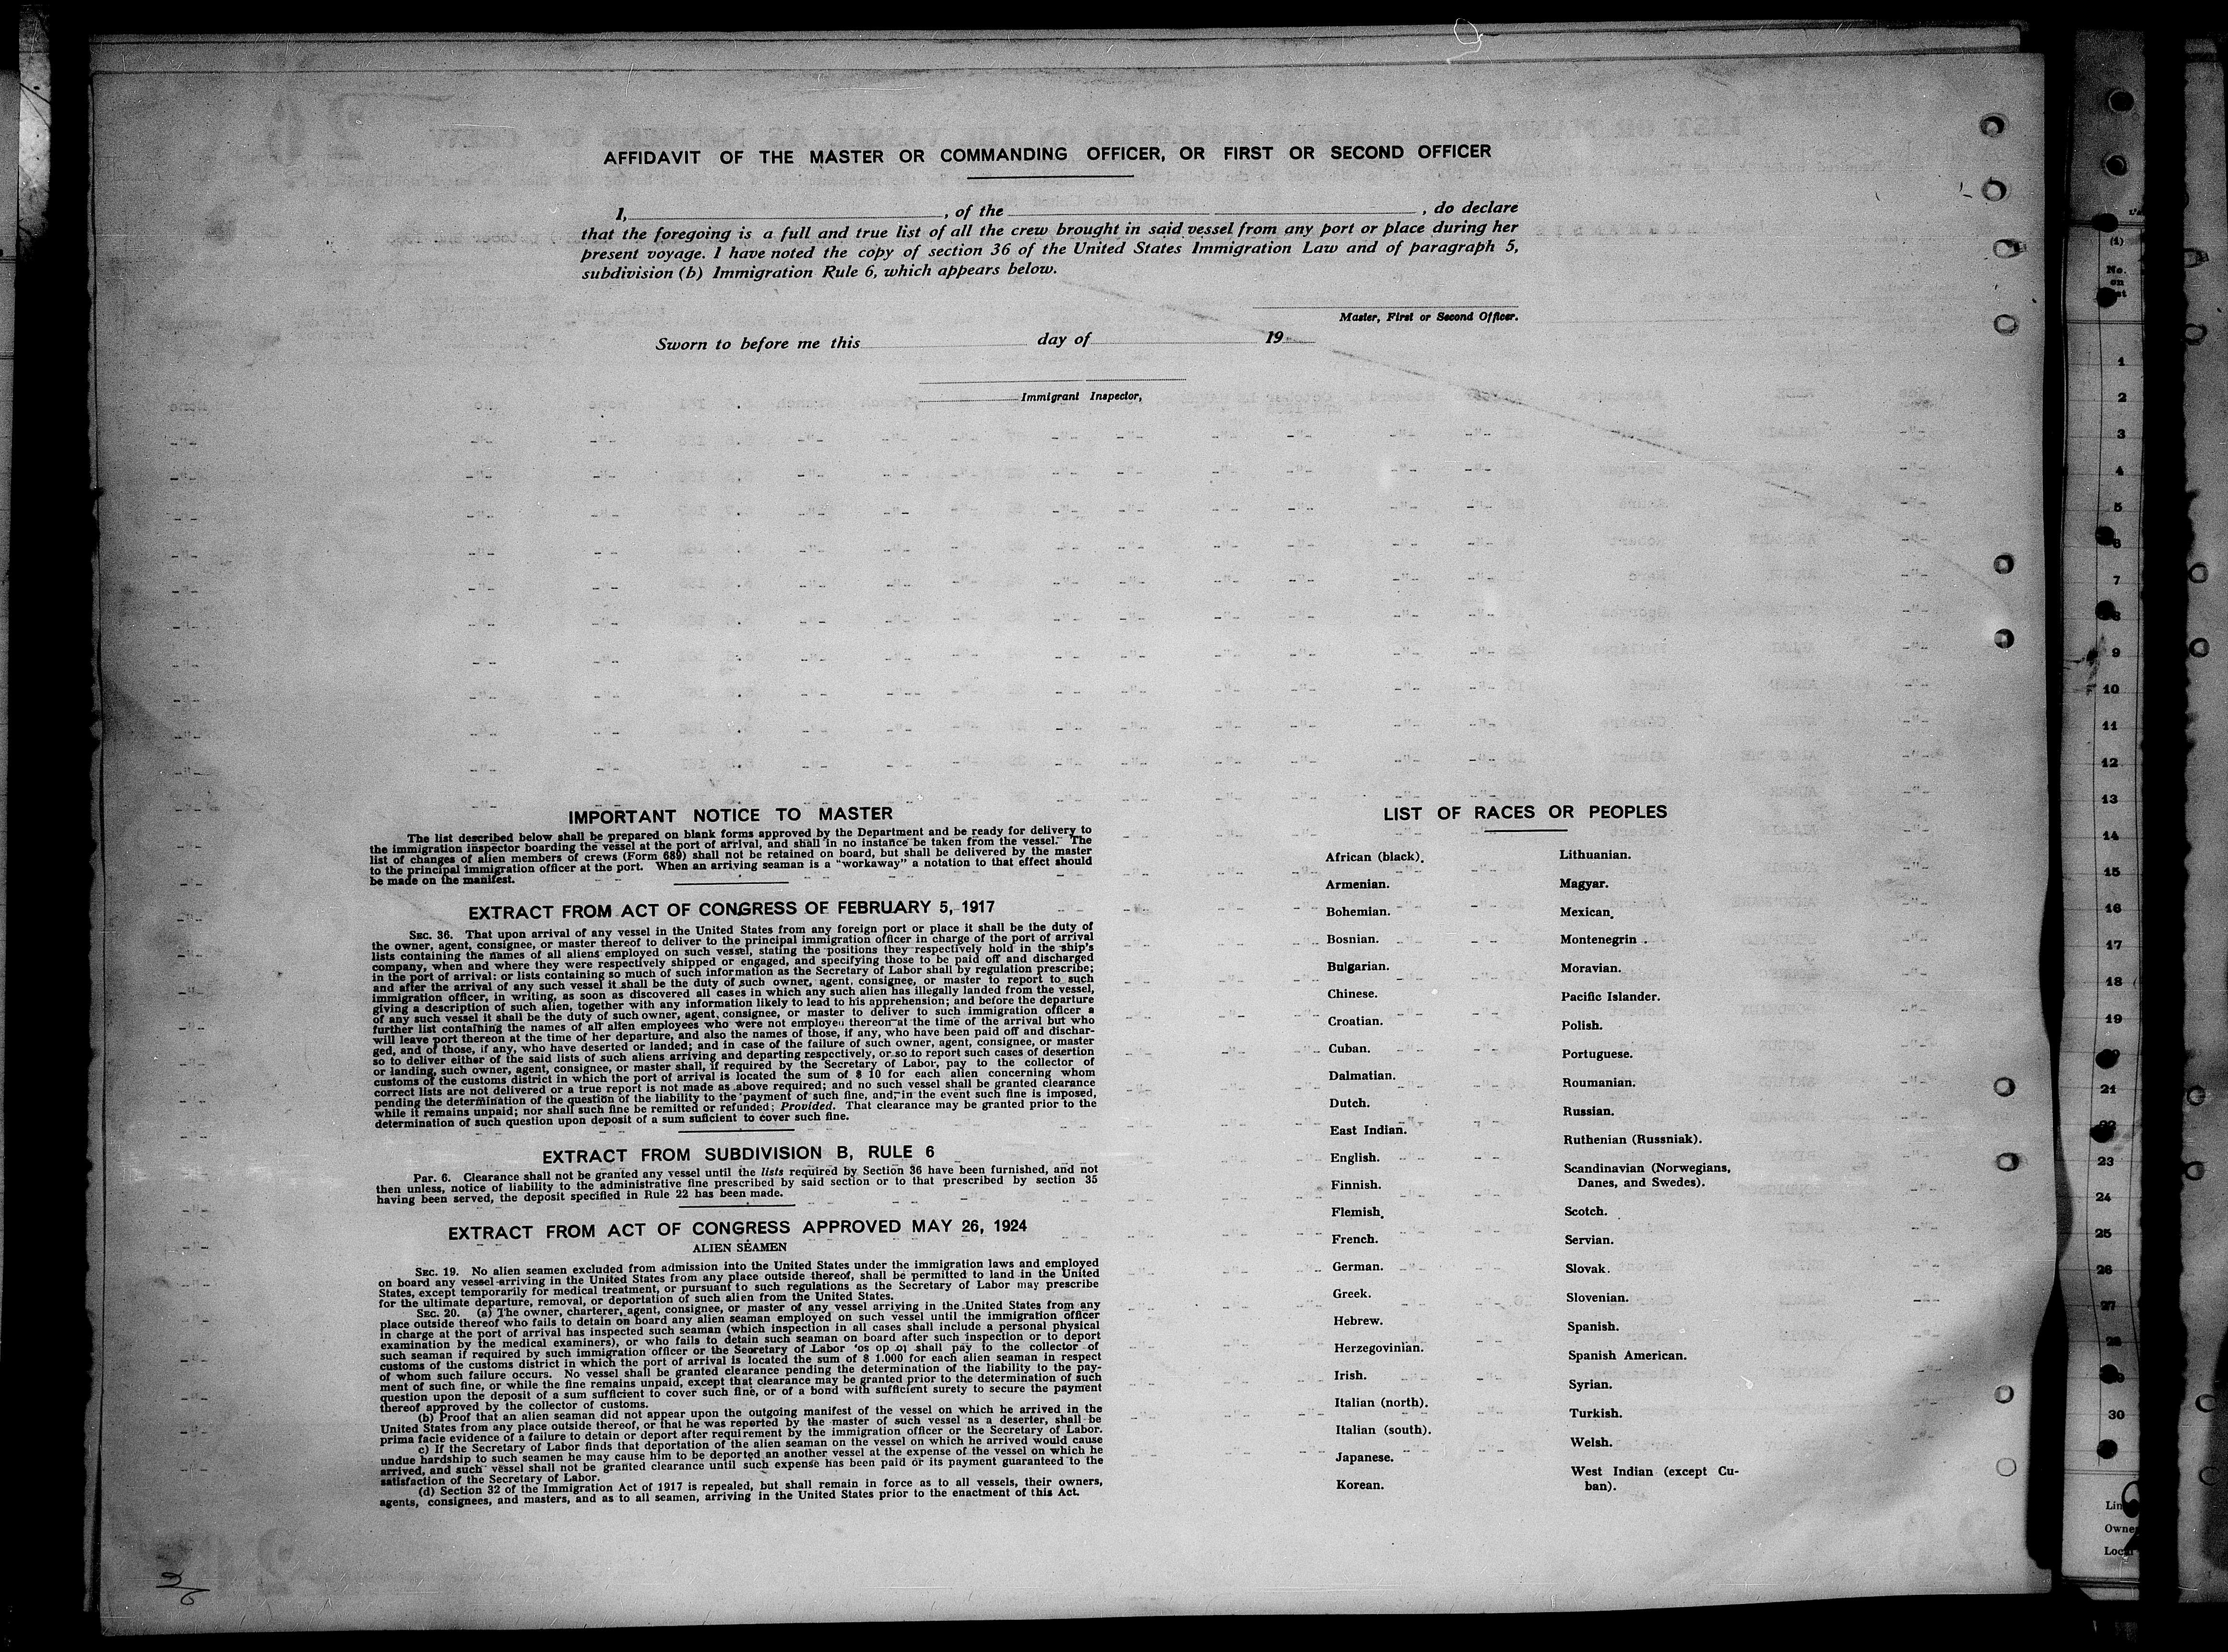 AFFIDAVIT OF THE MASTER OR COMMANDING OFFICER, OR FIRST OR SECOND OFFICER
I, , of the , do declare
that the foregoing is a full and true list of all the crew brought in said vessel from any port or place during her
present voyage. I have noted the copy of section 36 of the United States Immigration Law and of paragraph 5,
subdivision (b) Immigration Rule 6, which appears below.
Master, First or Second Officer.
Sworn to before me this day of 19
Immigrant Inspector,
IMPORTANT NOTICE TO MASTER
The list described below shall be prepared on blank forms approved by the Department and be ready for delivery to
the immigration inspector boarding the vessel at the port of arrival, and shall in no instance be taken from the vessel. The
list of changes of alien members of crews (Form 689) shall not be retained on board, but shall be delivered by the master
to the principal immigration officer at the port. When an arriving seaman is a "workaway" a notation to that effect should
be made on the manifest.
EXTRACT FROM ACT OF CONGRESS OF FEBRUARY 5, 1917
SEC. 36. That upon arrival of any vessel in the United States from any foreign port or place it shall be the duty of
the owner, agent, consignee, or master thereof to deliver to the principal immigration officer in charge of the port of arrival
lists containing the names of all aliens employed on such vessel, stating the positions they respectively hold in the ship's
company, when and where they were respectively shipped or engaged, and specifying those to be paid off and discharged
in the port of arrival: or lists containing so much of such information as the Secretary of Labor shall by regulation prescribe;
and after the arrival of any such vessel it shall be the duty of such owner, agent, consignee, or master to report to such
immigration officer, in writing, as soon as discovered all cases in which any such alien has illegally landed from the vessel,
giving a description of such alien, together with any information likely to lead to his apprehension; and before the departure
of any such vessel it shall be the duty of such owner, agent, consignee, or master to deliver to such immigration officer a
further list containing the names of all alien employees who were not employed thereon at the time of the arrival but who
will leave port thereon at the time of her departure, and also the names of those, if any, who have been paid off and dischar-
ged, and of those, if any, who have deserted or landed; and in case of the failure of such owner, agent, consignee, or master
so to deliver either of the said lists of such aliens arriving and departing respectively, or so to report such cases of desertion
or landing, such owner, agent, consignee, or master shall, if required by the Secretary of Labor, pay to the collector of
customs of the customs district in which the port of arrival is located the sum of $ 10 for each alien concerning whom
correct lists are not delivered or a true report is not made as above required; and no such vessel shall be granted clearance
pending the determination of the question of the liability to the payment of such fine, and, in the event such fine is imposed,
while it remains unpaid; nor shall such fine be remitted or refunded; Provided. That clearance may be granted prior to the
determination of such question upon deposit of a sum suficient to cover such fine.
EXTRACT FROM SUBDIVISION B, RULE 6
Par. 6. Clearance shall not be granted any vessel until the lists required by Section 36 have been furnished, and not
then unless, notice of liability to the administrative fine prescribed by said section or to that prescribed by section 35
having been served, the deposit specified in Rule 22 has been made.
EXTRACT FROM ACT OF CONGRESS APPROVED MAY 26, 1924
ALIEN SEAMEN
SEC. 19. No alien seamen excluded from admission into the United States under the immigration laws and employed
on board any vessel arriving in the United States from any place outside thereof, shall be permitted to land in the United
States, except temporarily for medical treatment, or pursuant to such regulations as the Secretary of Labor may prescribe
for the ultimate departure, removal, or deportation of such alien from the United States.
SEC. 20. (a) The owner, charterer, agent, consignee, or master of any vessel arriving in the United States from any
place outside thereof who fails to detain on board any alien seaman employed on such vessel until the immigration officer
in charge at the port of arrival has inspected such seaman (which inspection in all cases shall include a personal physical
examination by the medical examiners), or who fails to detain such seaman on board after such inspection or to deport
such seaman if required by such immigration officer or the Secretary of Labor 'os op oı shall pay to the collector of
customs of the customs district in which the port of arrival is located the sum of $ 1.000 for each alien seaman in respect
of whom such failure occurs. No vessel shall be granted clearance pending the determination of the liability to the pay-
ment of such fine, or while the fine remains unpaid, except that clearance may be granted prior to the determination of such
question upon the deposit of a sum sufficient to cover such fine, or of a bond with sufficient surety to secure the payment
thereof approved by the collector of customs.
(b) Proof that an alien seaman did not appear upon the outgoing manifest of the vessel on which he arrived in the
United States from any place outside thereof, or that he was reported by the master of such vessel as a deserter, shall be
prima facie evidence of a failure to detain or deport after requirement by the immigration officer or the Secretary of Labor.
c) If the Secretary of Labor finds that deportation of the alien seaman on the vessel on which he arrived would cause
undue hardship to such seamen he may cause him to be deported an another vessel at the expense of the vessel on which he
arrived, and such vessel shall not be granted clearance until such expense has been paid or its payment guaranteed to the
satisfaction of the Secretary of Labor.
(d) Section 32 of the Immigration Act of 1917 is repealed, but shall remain in force as to all vessels, their owners,
agents, consignees, and masters, and as to all seamen, arriving in the United States prior to the enactment of this Act.
LIST OF RACES OR PEOPLES
African (black).
Armenian.
Bohemian.
Bosnian.
Bulgarian.
Chinese.
Croatian.
Cuban.
Dalmatian.
Dutch.
East Indian.
English.
Finnish.
Flemish.
French.
German.
Greek.
Hebrew.
Herzegovinian.
Irish.
Italian (north).
Italian (south).
Japanese.
Korean.
Lithuanian.
Magyar.
Mexican.
Montenegrin.
Moravian.
Pacific Islander.
Polish.
Portuguese.
Roumanian.
Russian.
Ruthenian (Russniak).
Scandinavian (Norwegians,
Danes, and Swedes).
Scotch.
Servian.
Slovak.
Slovenian.
Spanish.
Spanish American.
Syrian.
Turkish.
Welsh.
West Indian (except Cu-
ban).
(1)
No.
on
1
2
3
4
5
6
7
8
9
10
11
12
13
14
15
16
17
18
19
21
22
23
24
25
26
27
28
30